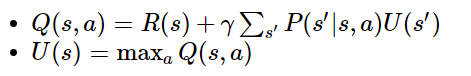 • Q(s, a) = R(s) + γ ∑_{s′} P(s′|s, a)U(s′)
• U(s) = max_a Q(s, a)